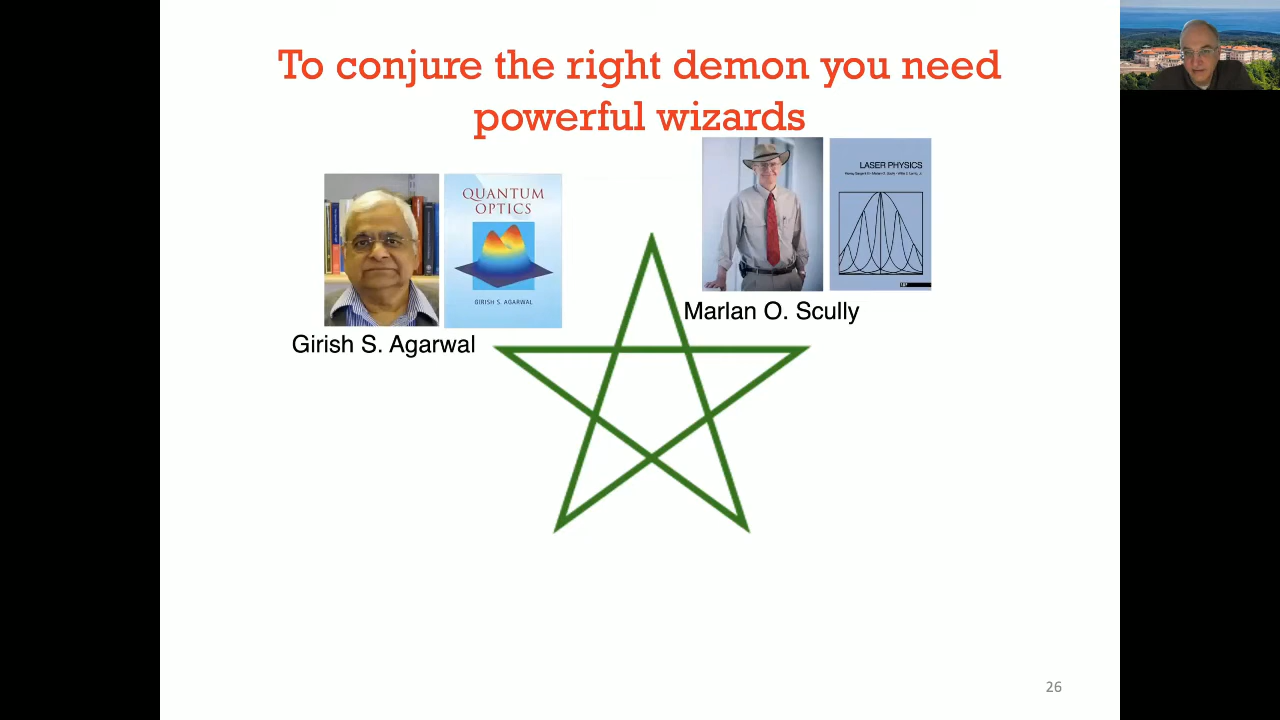 To conjure the right demon you need
powerful wizards
QUANTUM
OPTICS
GIRISH S. AGARWAL
Girish S. Agarwal
LASER PHYSICS
Marlan O. Scully
26